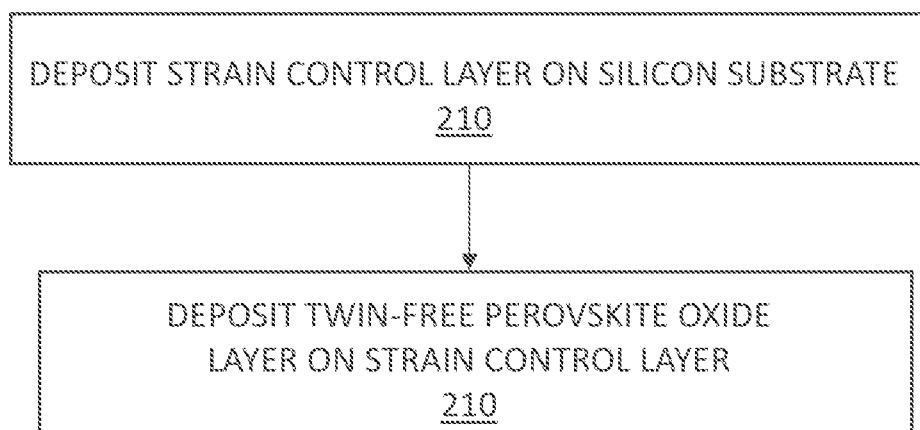 DEPOSIT STRAIN CONTROL LAYER ON SILICON SUBSTRATE
210
DEPOSIT TWIN-FREE PEROVSKITE OXIDE
LAYER ON STRAIN CONTROL LAYER
210